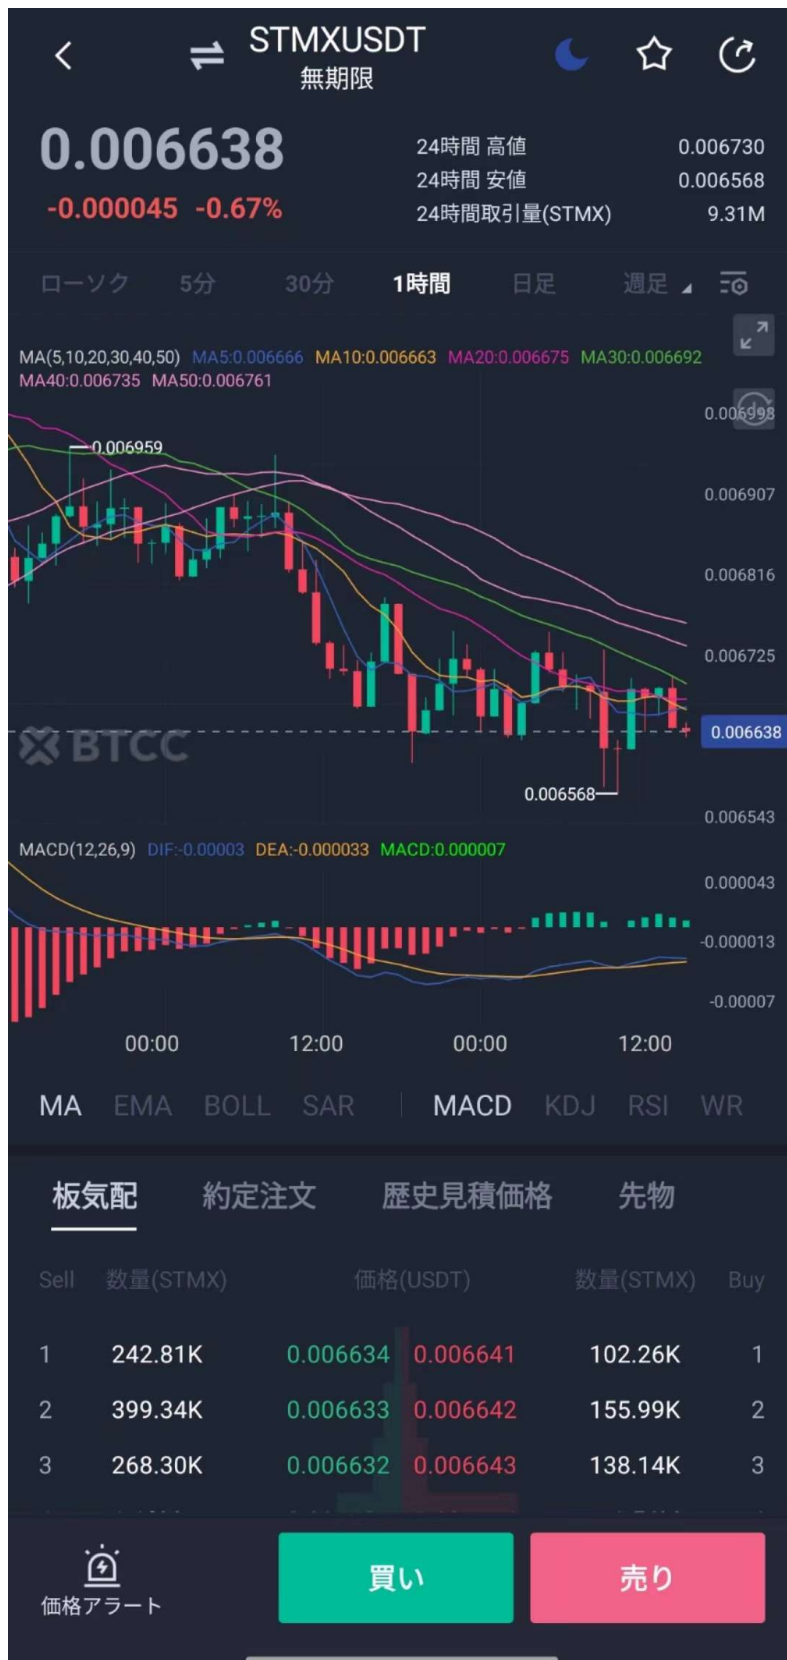 STMXUSDT
無期限
0.006638
-0.000045 -0.67%
24時間 高値 0.006730
24時間 安値 0.006568
24時間取引量(STMX) 9.31M
ローソク 5分 30分 1時間 日足 週足
MA(5,10,20,30,40,50) MA5:0.006666 MA10:0.006663 MA20:0.006675 MA30:0.006692
MA40:0.006735 MA50:0.006761
0.006998
0.006959
0.006907
0.006816
0.006725
0.006638
BTCC
0.006568
0.006543
MACD(12,26,9) DIF:-0.00003 DEA:-0.000033 MACD:0.000007
0.000043
-0.000013
-0.00007
00:00 12:00 00:00 12:00
MA EMA BOLL SAR MACD KDJ RSI WR
板気配 約定注文 歴史見積価格 先物
Sell 数量(STMX) 価格(USDT) 数量(STMX) Buy
1 242.81K 0.006634 0.006641 102.26K 1
2 399.34K 0.006633 0.006642 155.99K 2
3 268.30K 0.006632 0.006643 138.14K 3
価格アラート
買い
売り